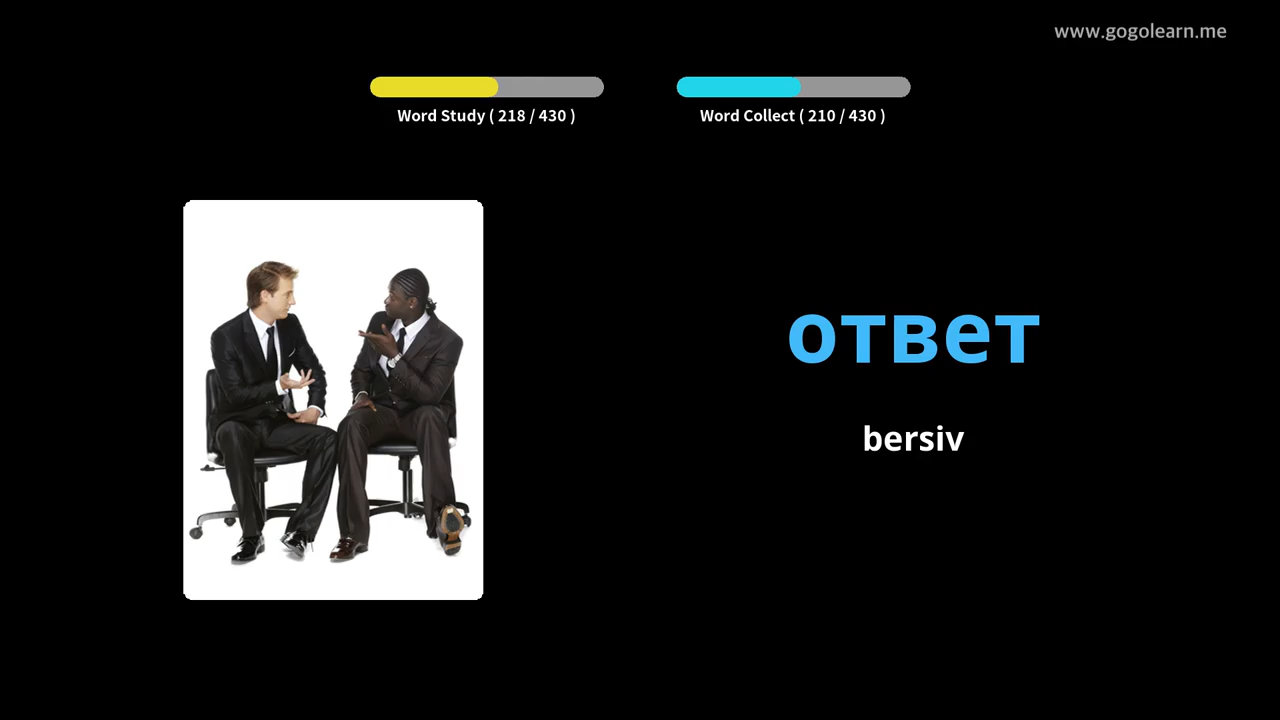 www.gogolearn.me
Word Study ( 218 / 430 )
Word Collect ( 210 / 430 )
ответ
bersiv